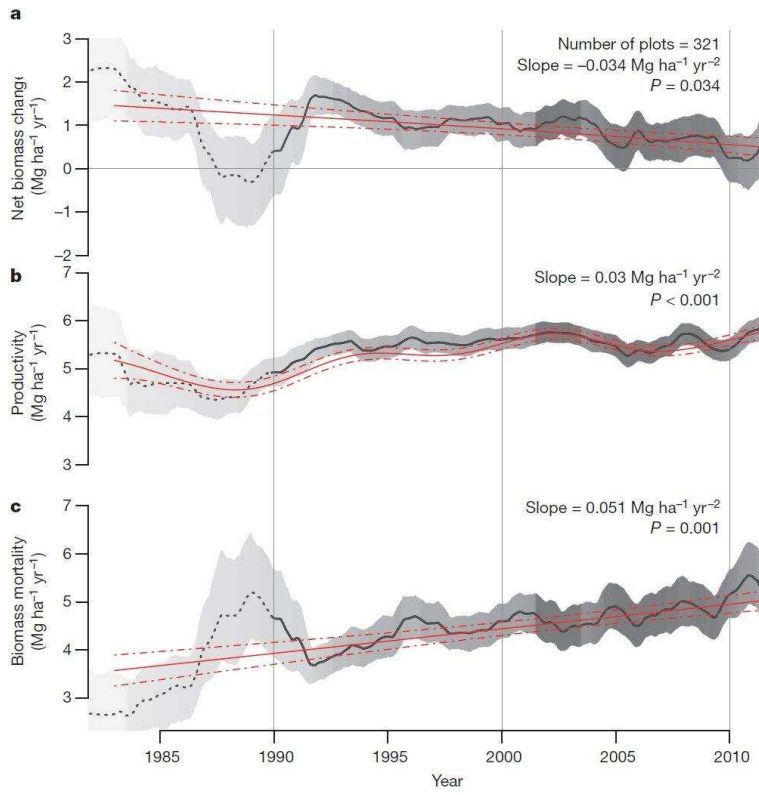 a
Number of plots = 321
Slope = –0.034 Mg ha⁻¹ yr⁻²
P = 0.034
Net biomass change
(Mg ha⁻¹ yr⁻¹)
3
2
1
0
–1
–2
b
Slope = 0.03 Mg ha⁻¹ yr⁻²
P < 0.001
Productivity
(Mg ha⁻¹ yr⁻¹)
7
6
5
4
3
c
Slope = 0.051 Mg ha⁻¹ yr⁻²
P = 0.001
Biomass mortality
(Mg ha⁻¹ yr⁻¹)
7
6
5
4
3
1985 1990 1995 2000 2005 2010
Year